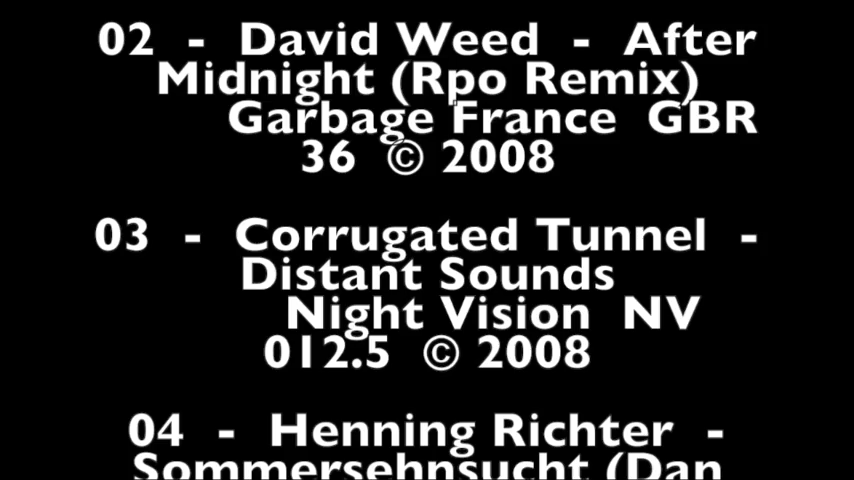 02 - David Weed - After
Midnight (Rpo Remix)
Garbage France GBR
36 © 2008
03 - Corrugated Tunnel -
Distant Sounds
Night Vision NV
012.5 © 2008
04 - Henning Richter -
Sommersehnsucht (Dan